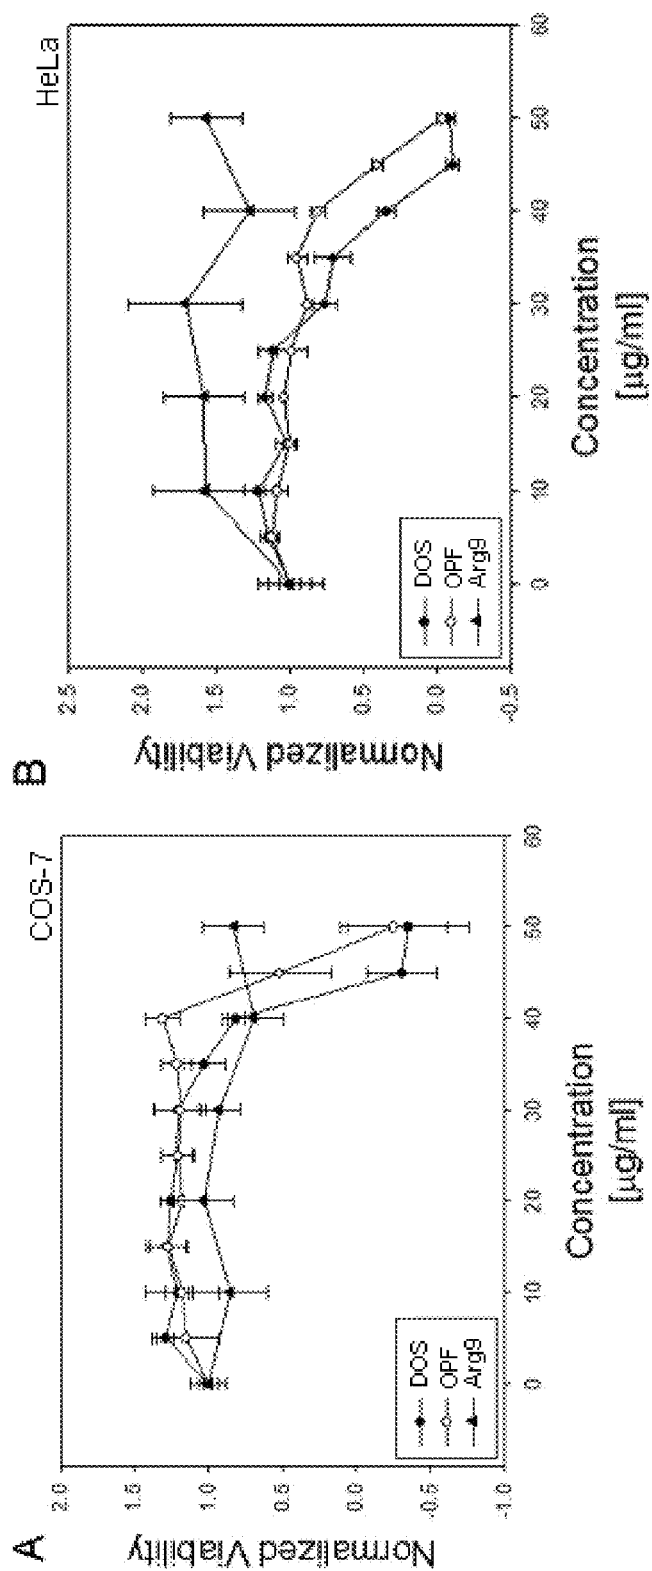 A
COS-7
Normalized Viability
2.0
1.5
1.0
0.5
0.0
-0.5
-1.0
DOS
OPF
Arg9
0
10
20
30
40
50
60
Concentration
[µg/ml]
B
HeLa
Normalized Viability
2.5
2.0
1.5
1.0
0.5
0.0
-0.5
DOS
OPF
Arg9
0
10
20
30
40
50
60
Concentration
[µg/ml]